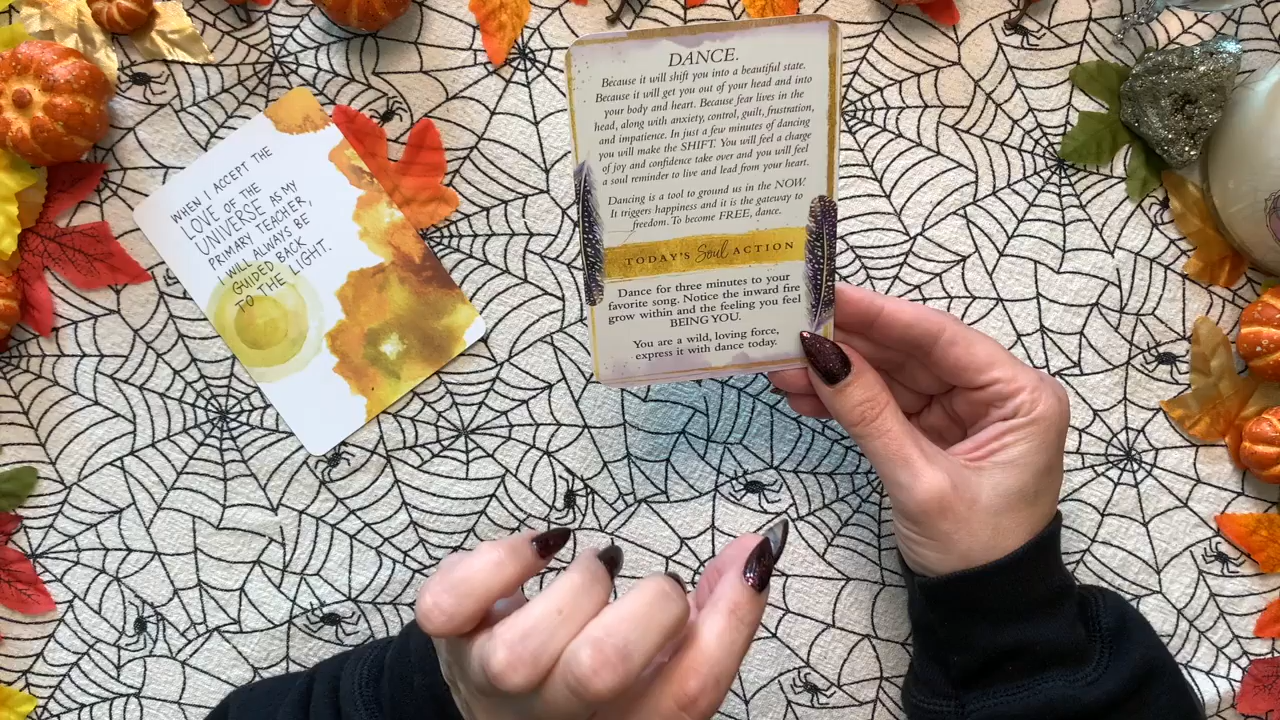 WHEN I ACCEPT THE
LOVE OF THE
UNIVERSE AS MY
PRIMARY TEACHER,
I WILL ALWAYS BE
GUIDED BACK
TO THE LIGHT.
DANCE.
Because it will shift you into a beautiful state.
Because it will get you out of your head and into
your body and heart. Because fear lives in the
head, along with anxiety, control, guilt, frustration,
and impatience. In just a few minutes of dancing
you will make the SHIFT. You will feel a charge
of joy and confidence take over and you will feel
a soul reminder to live and lead from your heart.
Dancing is a tool to ground us in the NOW.
It triggers happiness and it is the gateway to
freedom. To become FREE, dance.
TODAY'S Soul ACTION
Dance for three minutes to your
favorite song. Notice the inward fire
grow within and the feeling you feel
BEING YOU.
You are a wild, loving force,
express it with dance today.